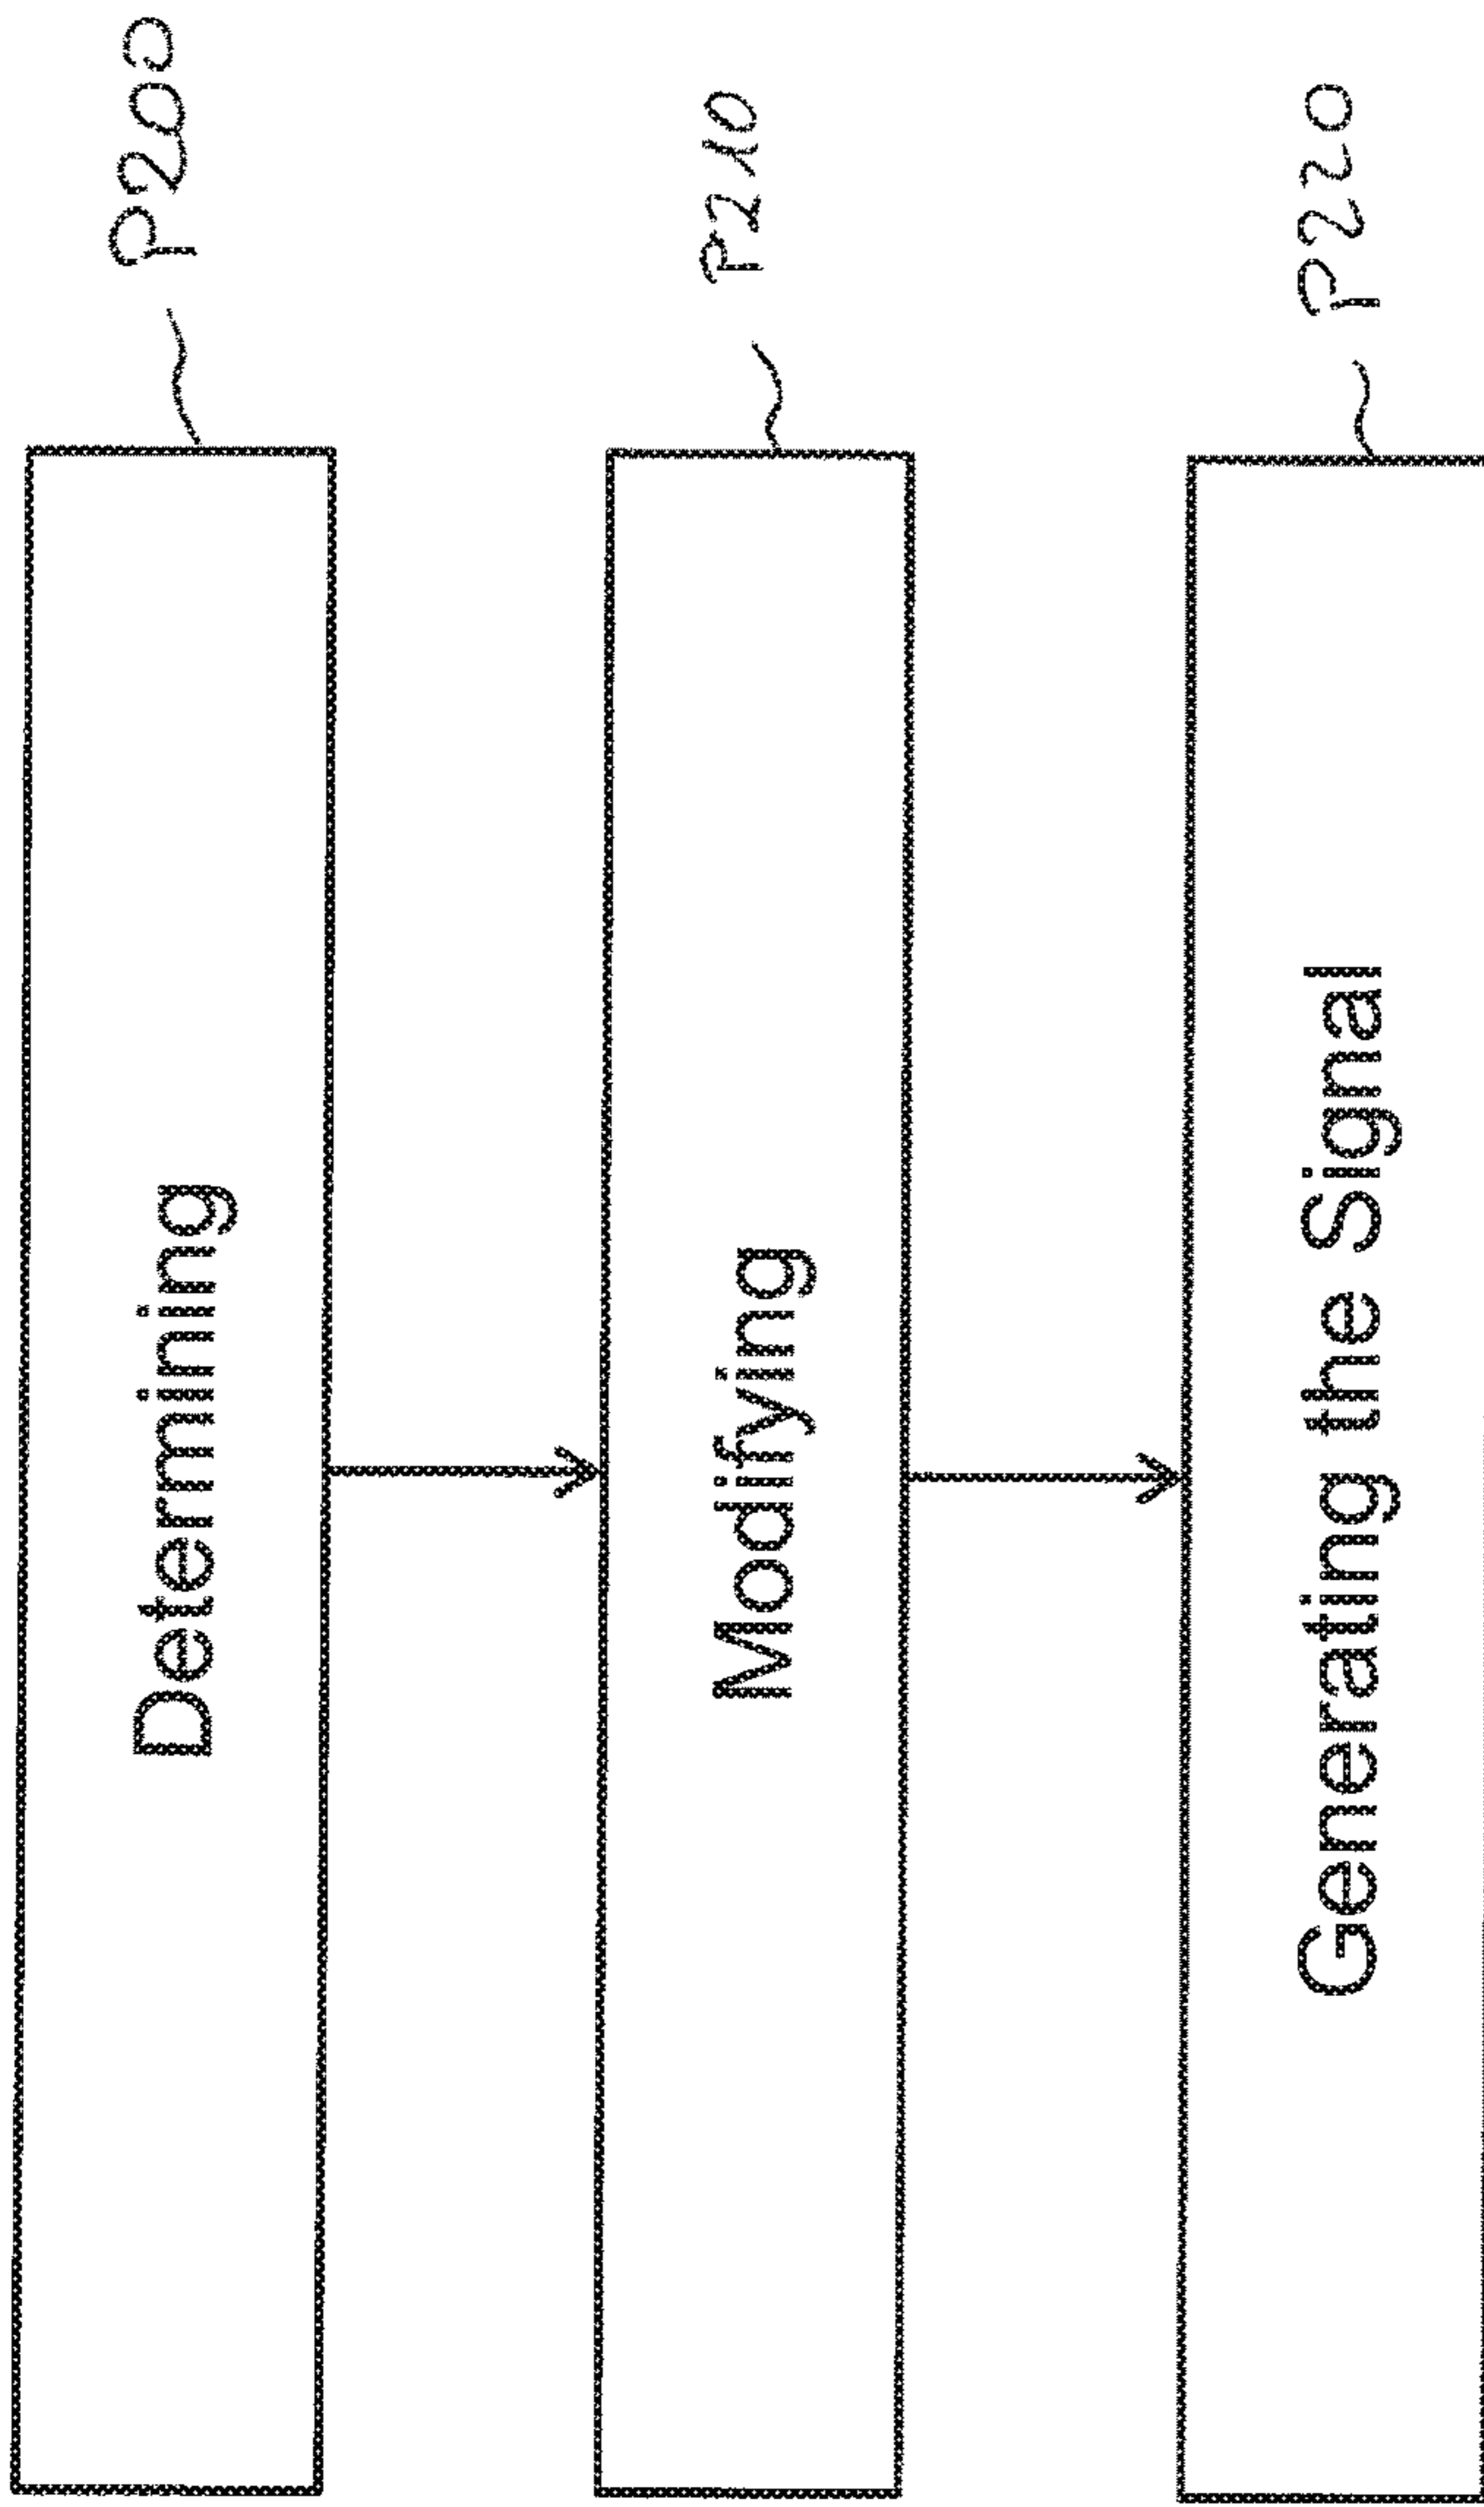 Determining
P200
Modifying
P210
Generating the Signal
P220